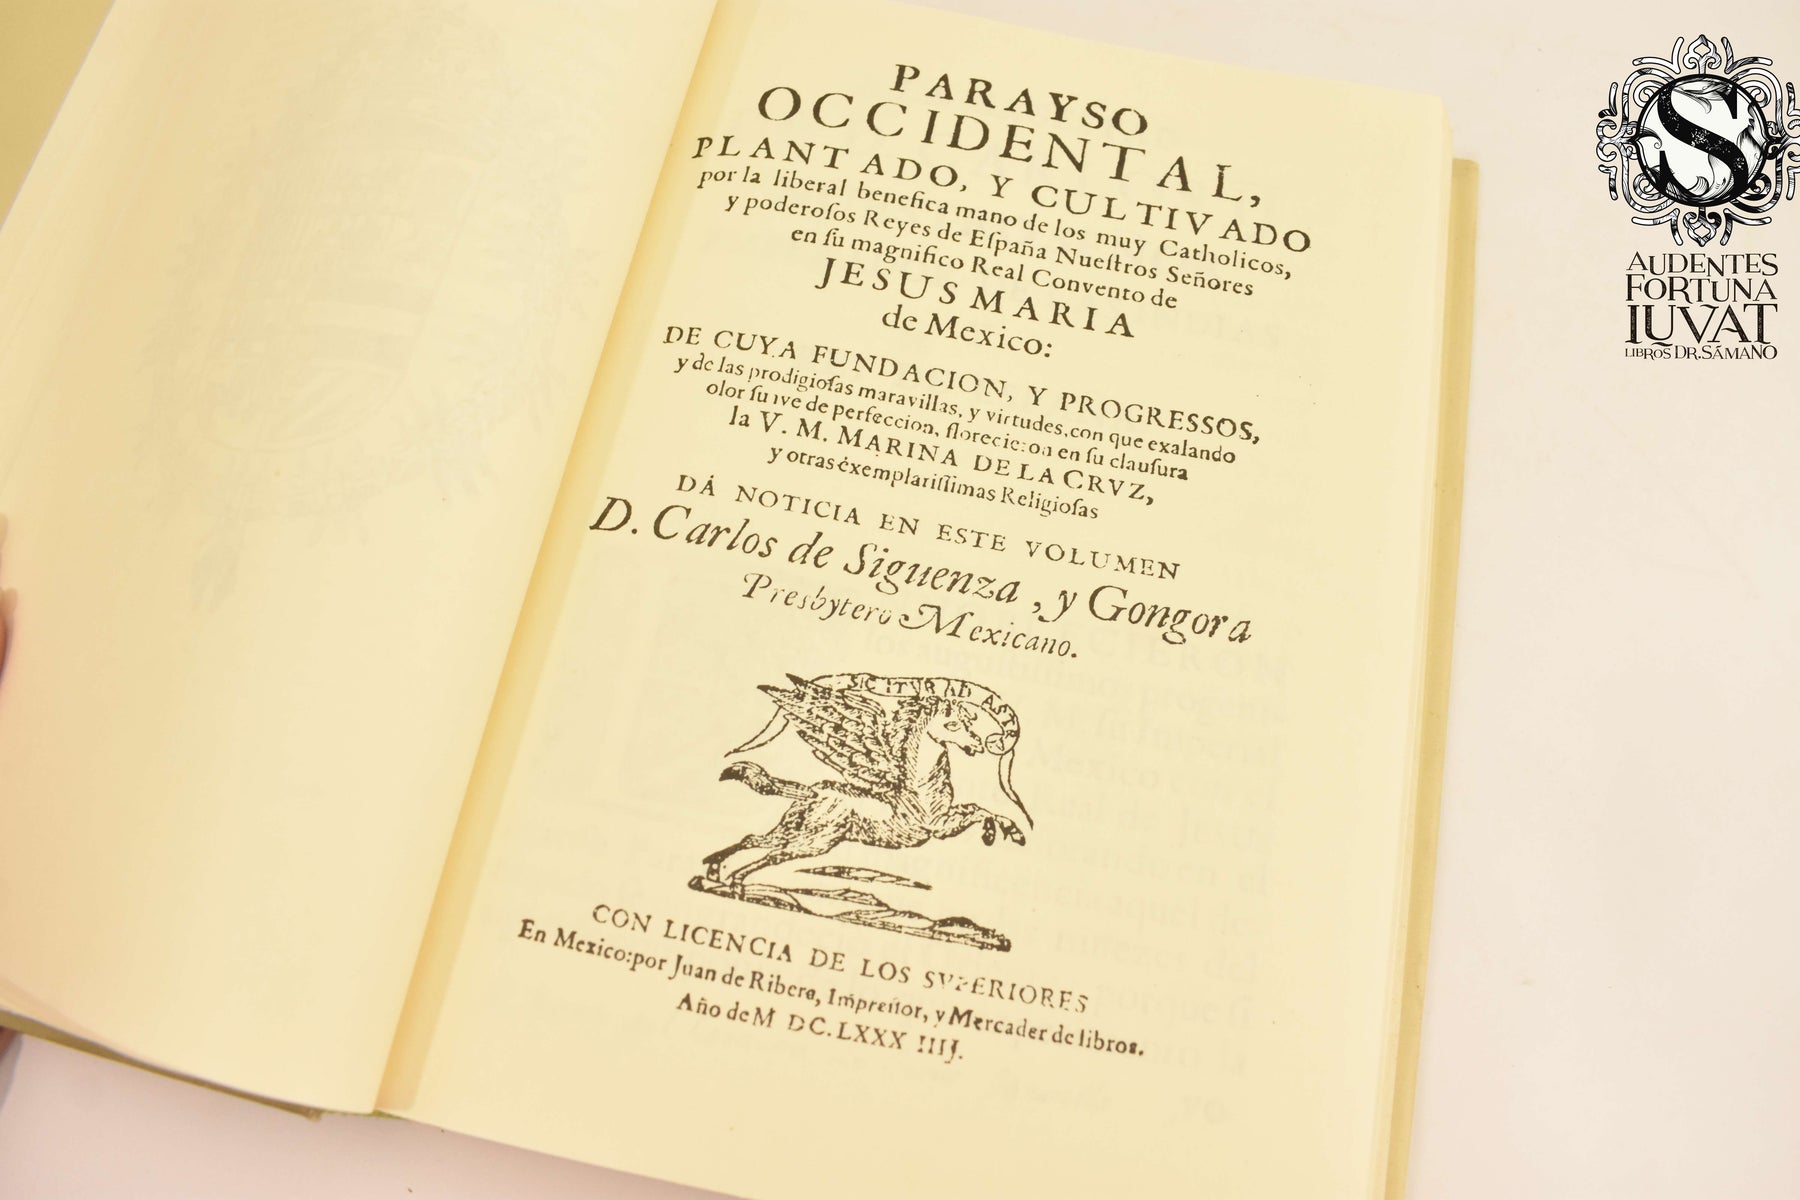 PARAYSO
OCCIDENTAL,
PLANTADO, Y CULTIVADO
por la liberal benefica mano de los muy Catholicos,
y poderoſos Reyes de Eſpaña Nueſtros Señores
en ſu magnifico Real Convento de
JESUS MARIA
de Mexico:
DE CUYA FUNDACION, Y PROGRESSOS,
y de las prodigioſas maravillas, y virtudes, con que exalando
olor ſuave de perfeccion, florecieron en ſu clauſura
la V. M. MARINA DE LA CRVZ,
y otras exemplariſſimas Religioſas
DÁ NOTICIA EN ESTE VOLUMEN
D. Carlos de Siguenza, y Gongora
Presbytero Mexicano.
SIC ITVR AD ASTR
CON LICENCIA DE LOS SVPERIORES
En Mexico: por Juan de Ribera, Impreſſor, y Mercader de libros.
Año de M DC.LXXX IIIJ.
S
AUDENTES
FORTUNA
IUVAT
LIBROS DR. SÁMANO